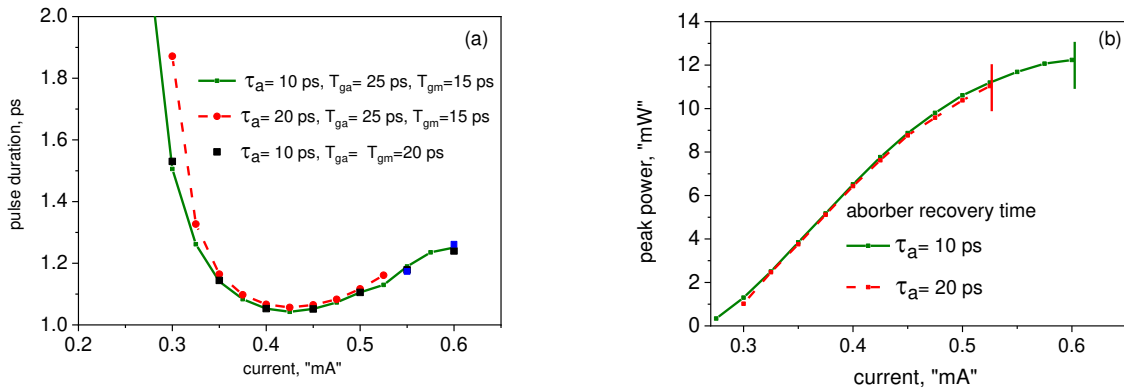 (a)
2.0
1.8
1.6
1.4
1.2
1.0
pulse duration, ps
τa= 10 ps, Tga= 25 ps, Tgm=15 ps
τa= 20 ps, Tga= 25 ps, Tgm=15 ps
τa= 10 ps, Tga= Tgm=20 ps
0.2 0.3 0.4 0.5 0.6
current, "mA"
(b)
14
12
10
8
6
4
2
0
peak power, "mW"
aborber recovery time
τa= 10 ps
τa= 20 ps
0.3 0.4 0.5 0.6
current, "mA"